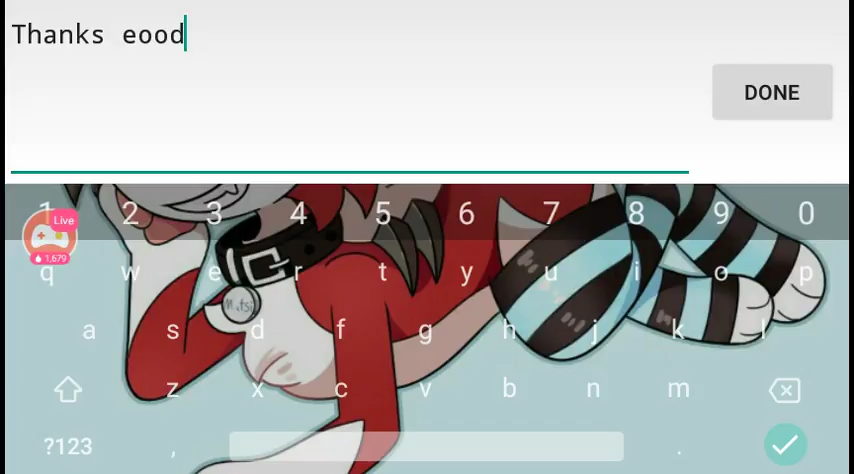 Thanks eood
DONE
1 2 3 4 5 6 7 8 9 0
Live
1,679
q w e r t y u i o p
a s d f g h j k l
z x c v b n m
?123 , .